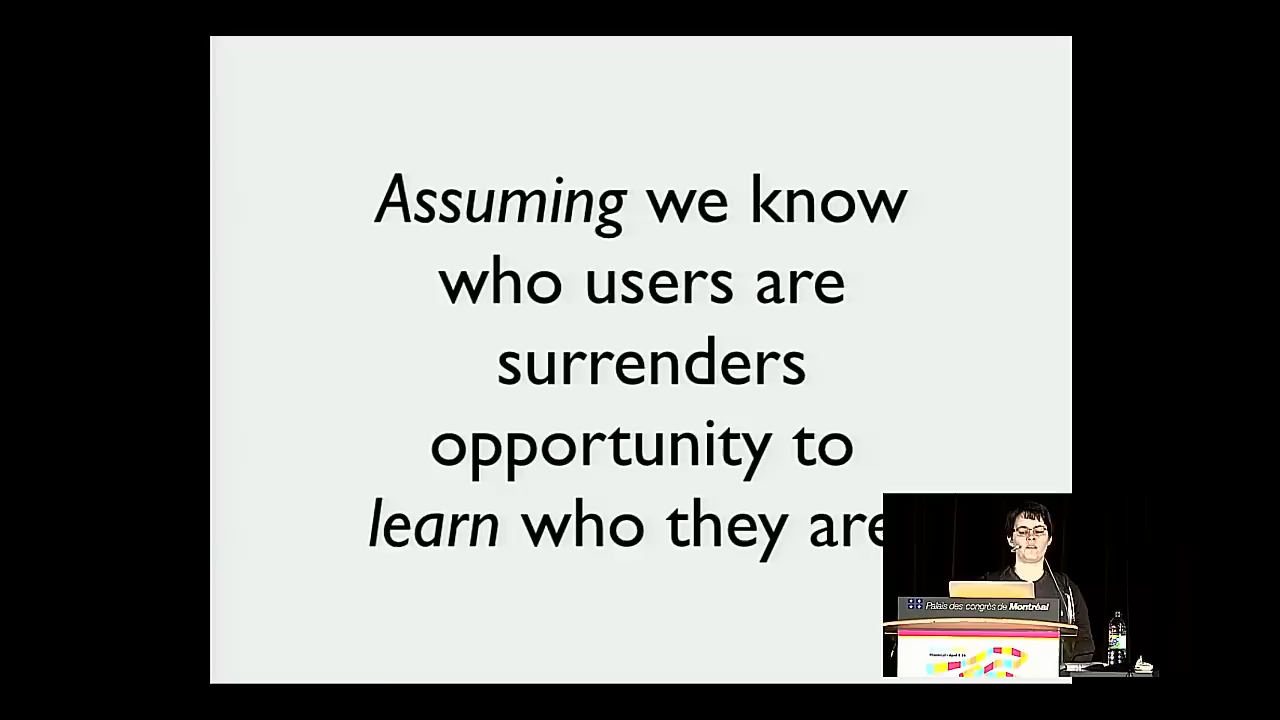 Assuming we know
who users are
surrenders
opportunity to
learn who they are
Palais des congrès de Montréal